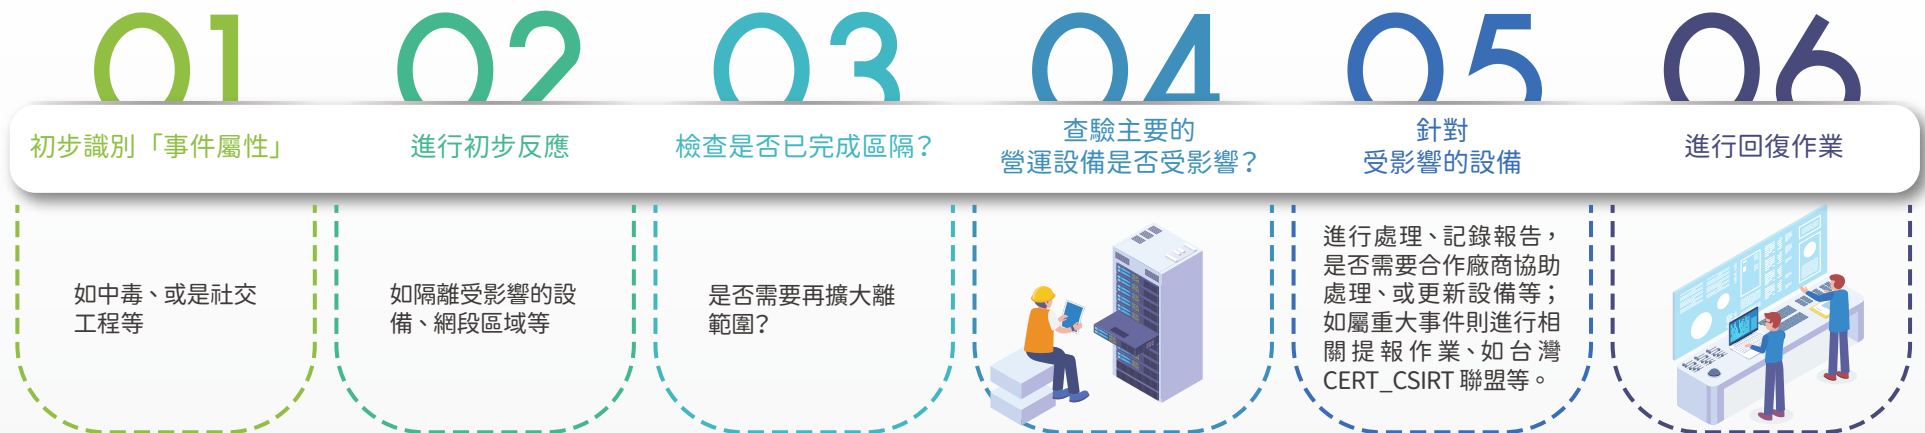 01
初步識別「事件屬性」
如中毒、或是社交
工程等
02
進行初步反應
如隔離受影響的設
備、網段區域等
03
檢查是否已完成區隔？
是否需要再擴大離
範圍？
04
查驗主要的
營運設備是否受影響？
05
針對
受影響的設備
進行處理、記錄報告，
是否需要合作廠商協助
處理、或更新設備等；
如屬重大事件則進行相
關提報作業、如台灣
CERT_CSIRT 聯盟等。
06
進行回復作業